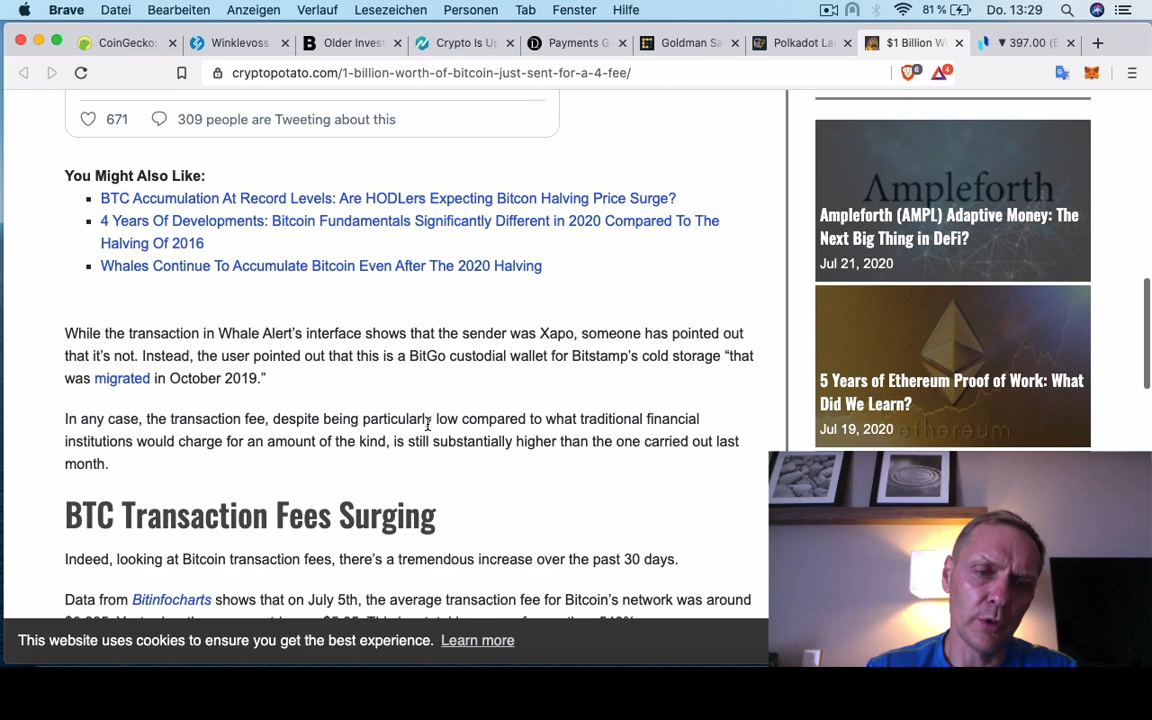 Brave Datei Bearbeiten Anzeigen Verlauf Lesezeichen Personen Tab Fenster Hilfe 81 % Do. 13:29
CoinGecko: Winklevoss Older Invest Crypto Is Up Payments G Goldman Sa Polkadot La $1 Billion W ▼ 397.00 (E
cryptopotato.com/1-billion-worth-of-bitcoin-just-sent-for-a-4-fee/ 6 4
671 309 people are Tweeting about this
You Might Also Like:
BTC Accumulation At Record Levels: Are HODLers Expecting Bitcon Halving Price Surge?
4 Years Of Developments: Bitcoin Fundamentals Significantly Different in 2020 Compared To The
Halving Of 2016
Whales Continue To Accumulate Bitcoin Even After The 2020 Halving
While the transaction in Whale Alert's interface shows that the sender was Xapo, someone has pointed out
that it's not. Instead, the user pointed out that this is a BitGo custodial wallet for Bitstamp's cold storage “that
was migrated in October 2019.”
In any case, the transaction fee, despite being particularly low compared to what traditional financial
institutions would charge for an amount of the kind, is still substantially higher than the one carried out last
month.
BTC Transaction Fees Surging
Indeed, looking at Bitcoin transaction fees, there's a tremendous increase over the past 30 days.
Data from Bitinfocharts shows that on July 5th, the average transaction fee for Bitcoin's network was around
This website uses cookies to ensure you get the best experience. Learn more
Ampleforth
Ampleforth (AMPL) Adaptive Money: The
Next Big Thing in DeFi?
Jul 21, 2020
5 Years of Ethereum Proof of Work: What
Did We Learn?
ethereum
Jul 19, 2020